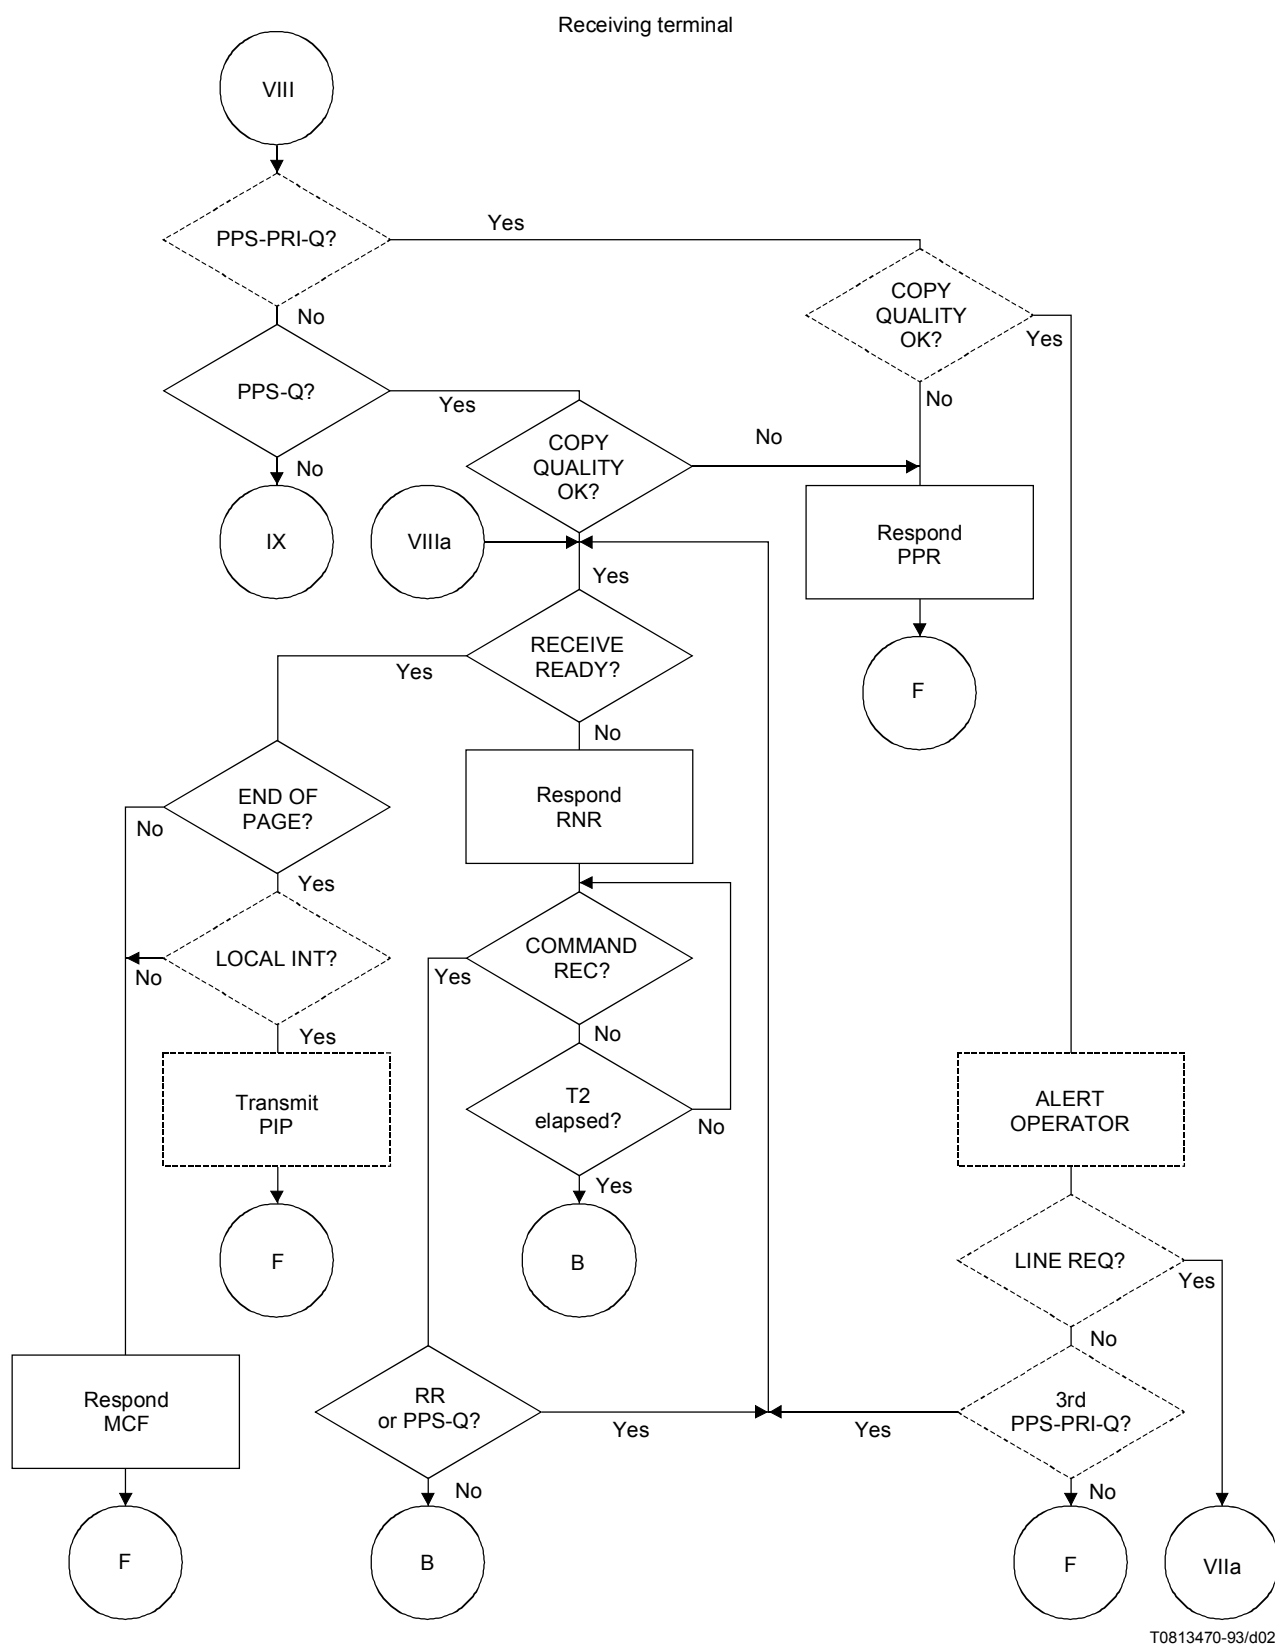 Receiving terminal
VIII
PPS-PRI-Q?
Yes
No
COPY
QUALITY
OK?
Yes
No
PPS-Q?
Yes
No
COPY
QUALITY
OK?
No
Yes
IX
VIIIa
Respond
PPR
F
RECEIVE
READY?
Yes
No
END OF
PAGE?
No
Yes
Respond
RNR
LOCAL INT?
No
Yes
COMMAND
REC?
Yes
No
Transmit
PIP
T2
elapsed?
No
Yes
ALERT
OPERATOR
F
B
LINE REQ?
Yes
No
Respond
MCF
RR
or PPS-Q?
Yes
No
3rd
PPS-PRI-Q?
Yes
No
F
B
F
VIIa
T0813470-93/d02